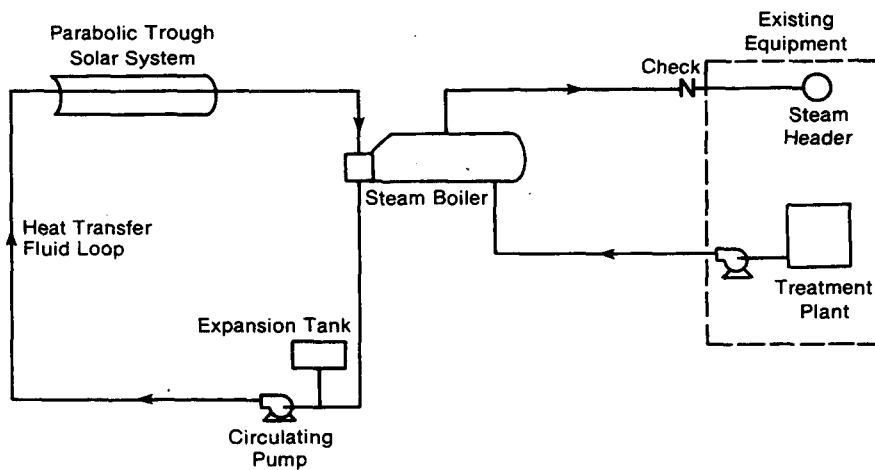 Parabolic Trough
Solar System
Existing
Equipment
Check
Steam
Header
Steam Boiler
Heat Transfer
Fluid Loop
Treatment
Plant
Expansion Tank
Circulating
Pump